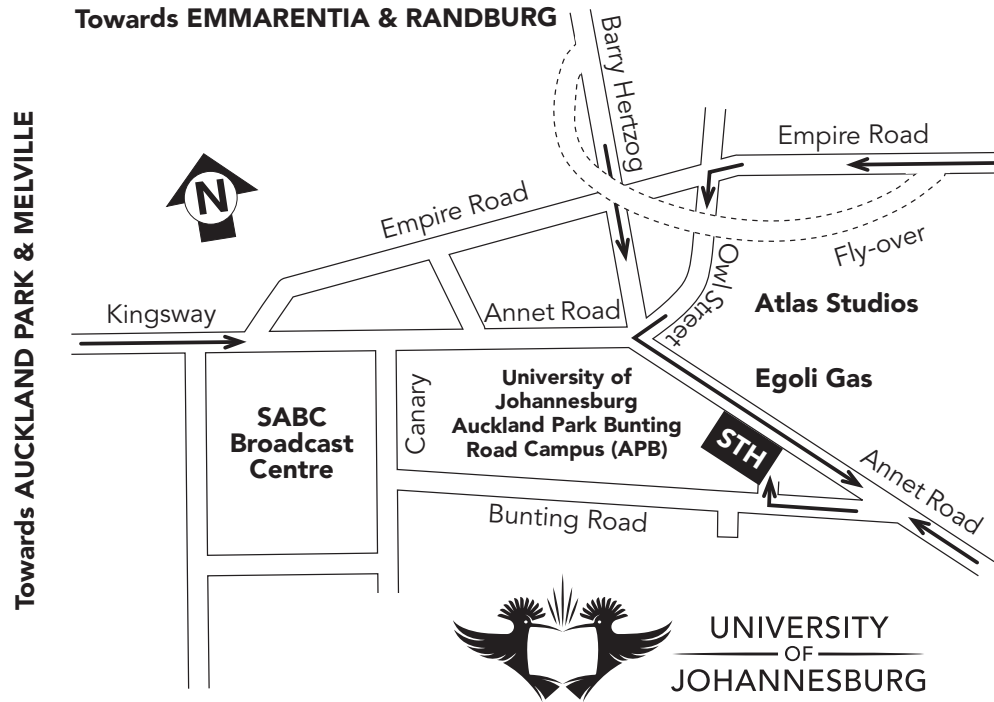 Towards EMMARENTIA & RANDBURG
Barry Hertzog
Empire Road
Towards AUCKLAND PARK & MELVILLE
N
Empire Road
Fly-over
Owl Street
Kingsway
Annet Road
Atlas Studios
Egoli Gas
SABC
Broadcast
Centre
Canary
University of
Johannesburg
Auckland Park Bunting
Road Campus (APB)
STH
Annet Road
Bunting Road
UNIVERSITY
OF
JOHANNESBURG